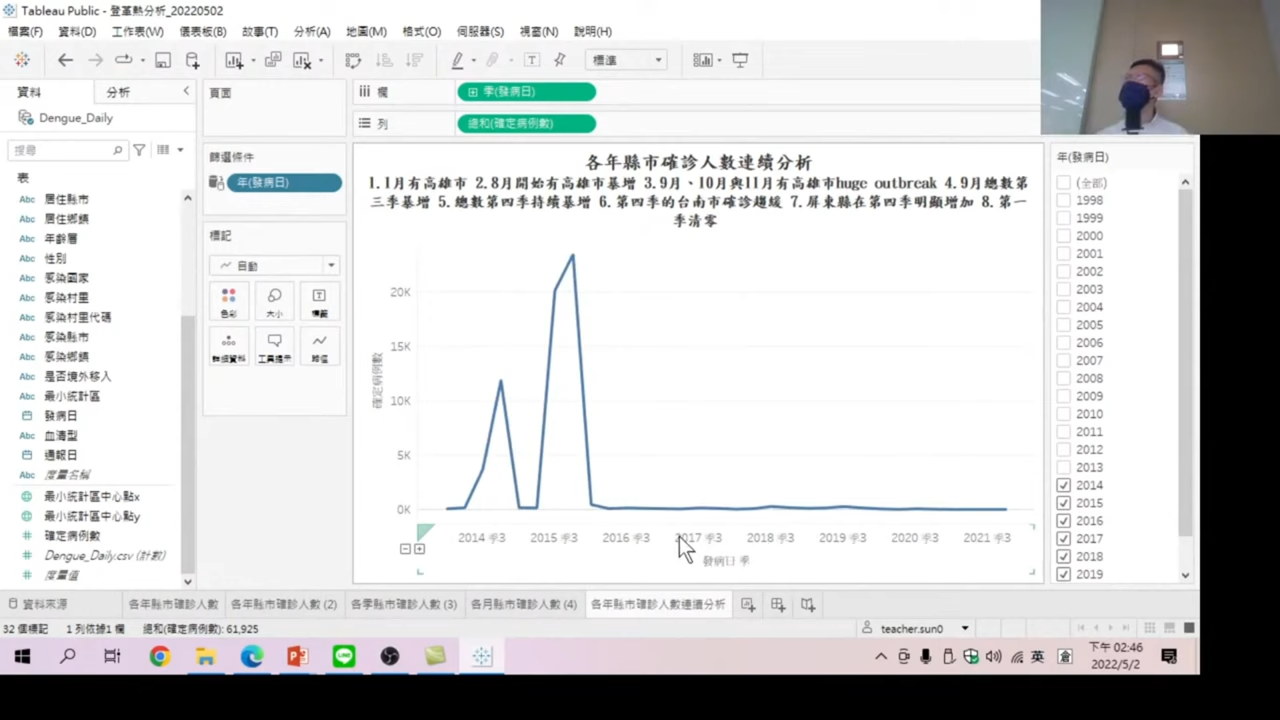 Tableau Public - 登革熱分析_20220502
檔案(F) 資料(D) 工作表(W) 儀表板(B) 故事(T) 分析(A) 地圖(M) 格式(O) 伺服器(S) 視窗(N) 說明(H)
標準
資料 分析
Dengue_Daily
搜尋
表
Abc 居住縣市
Abc 居住鄉鎮
Abc 年齡層
Abc 性別
Abc 感染國家
Abc 感染村里
Abc 感染村里代碼
Abc 感染縣市
Abc 感染鄉鎮
Abc 是否境外移入
Abc 最小統計區
發病日
Abc 血清型
通報日
Abc 度量名稱
最小統計區中心點x
最小統計區中心點y
# 確定病例數
# Dengue_Daily.csv (計數)
# 度量值
頁面
篩選條件
年(發病日)
標記
自動
色彩 大小 標籤
詳細資料 工具提示 路徑
欄 季(發病日)
列 總和(確定病例數)
各年縣市確診人數連續分析
1.1月有高雄市 2.8月開始有高雄市基增 3.9月、10月與11月有高雄市huge outbreak 4.9月總數第
三季基增 5.總數第四季持續基增 6.第四季的台南市確診趨緩 7.屏東縣在第四季明顯增加 8.第一
季清零
確定病例數
20K
15K
10K
5K
0K
2014 季3 2015 季3 2016 季3 2017 季3 2018 季3 2019 季3 2020 季3 2021 季3
發病日 季
年(發病日)
(全部)
1998
1999
2000
2001
2002
2003
2004
2005
2006
2007
2008
2009
2010
2011
2012
2013
2014
2015
2016
2017
2018
2019
資料來源 各年縣市確診人數 各年縣市確診人數 (2) 各季縣市確診人數 (3) 各月縣市確診人數 (4) 各年縣市確診人數連續分析
32 個標記 1 列依據1 欄 總和(確定病例數): 61,925 teacher.sun0
英 下午 02:46
2022/5/2